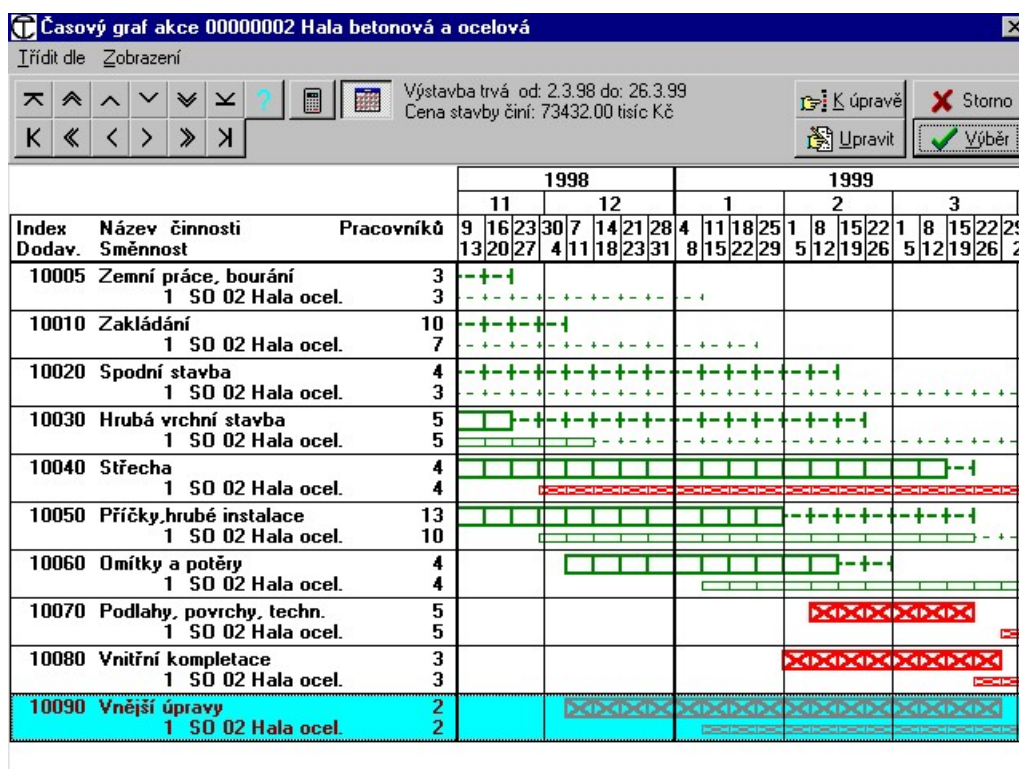 Časový graf akce 00000002 Hala betonová a ocelová
Třídit dle Zobrazení
Výstavba trvá od: 2.3.98 do: 26.3.99
Cena stavby činí: 73432.00 tisíc Kč
K úpravě
Storno
Upravit
Výběr
1998 1999
11 12 1 2 3
Index Název činnosti Pracovníků 9 16 23 30 7 14 21 28 4 11 18 25 1 8 15 22 1 8 15 22 29
Dodav. Směnnost 13 20 27 4 11 18 23 31 8 15 22 29 5 12 19 26 5 12 19 26 2
10005 Zemní práce, bourání 3
1 SO 02 Hala ocel. 3
10010 Zakládání 10
1 SO 02 Hala ocel. 7
10020 Spodní stavba 4
1 SO 02 Hala ocel. 3
10030 Hrubá vrchní stavba 5
1 SO 02 Hala ocel. 5
10040 Střecha 4
1 SO 02 Hala ocel. 4
10050 Příčky,hrubé instalace 13
1 SO 02 Hala ocel. 10
10060 Omítky a potěry 4
1 SO 02 Hala ocel. 4
10070 Podlahy, povrchy, techn. 5
1 SO 02 Hala ocel. 5
10080 Vnitřní kompletace 3
1 SO 02 Hala ocel. 3
10090 Vnější úpravy 2
1 SO 02 Hala ocel. 2